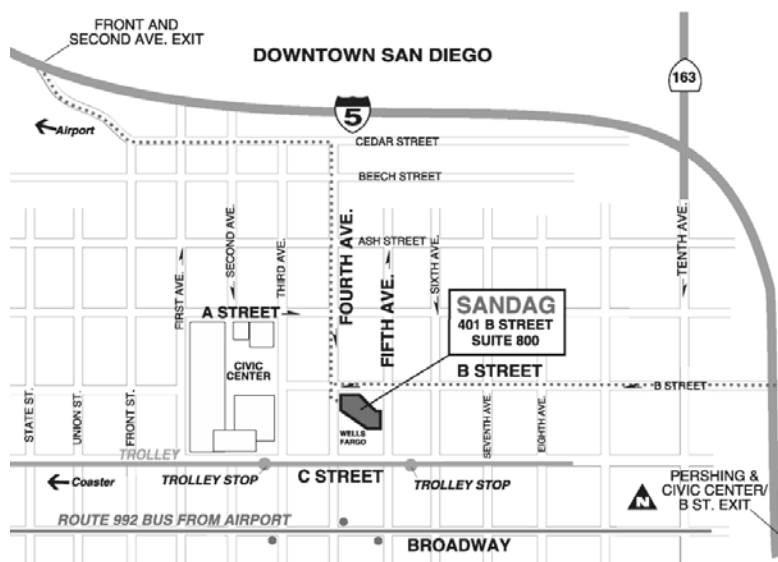 FRONT AND
SECOND AVE. EXIT
DOWNTOWN SAN DIEGO
163
5
Airport
CEDAR STREET
BEECH STREET
FIRST AVE.
SECOND AVE.
THIRD AVE.
FOURTH AVE.
ASH STREET
FIFTH AVE.
SIXTH AVE.
TENTH AVE.
A STREET
SANDAG
401 B STREET
SUITE 800
CIVIC
CENTER
B STREET
B STREET
STATE ST.
UNION ST.
FRONT ST.
WELLS
FARGO
SEVENTH AVE.
EIGHTH AVE.
TROLLEY
TROLLEY STOP
C STREET
TROLLEY STOP
Coaster
N
PERSHING &
CIVIC CENTER/
B ST. EXIT
ROUTE 992 BUS FROM AIRPORT
BROADWAY